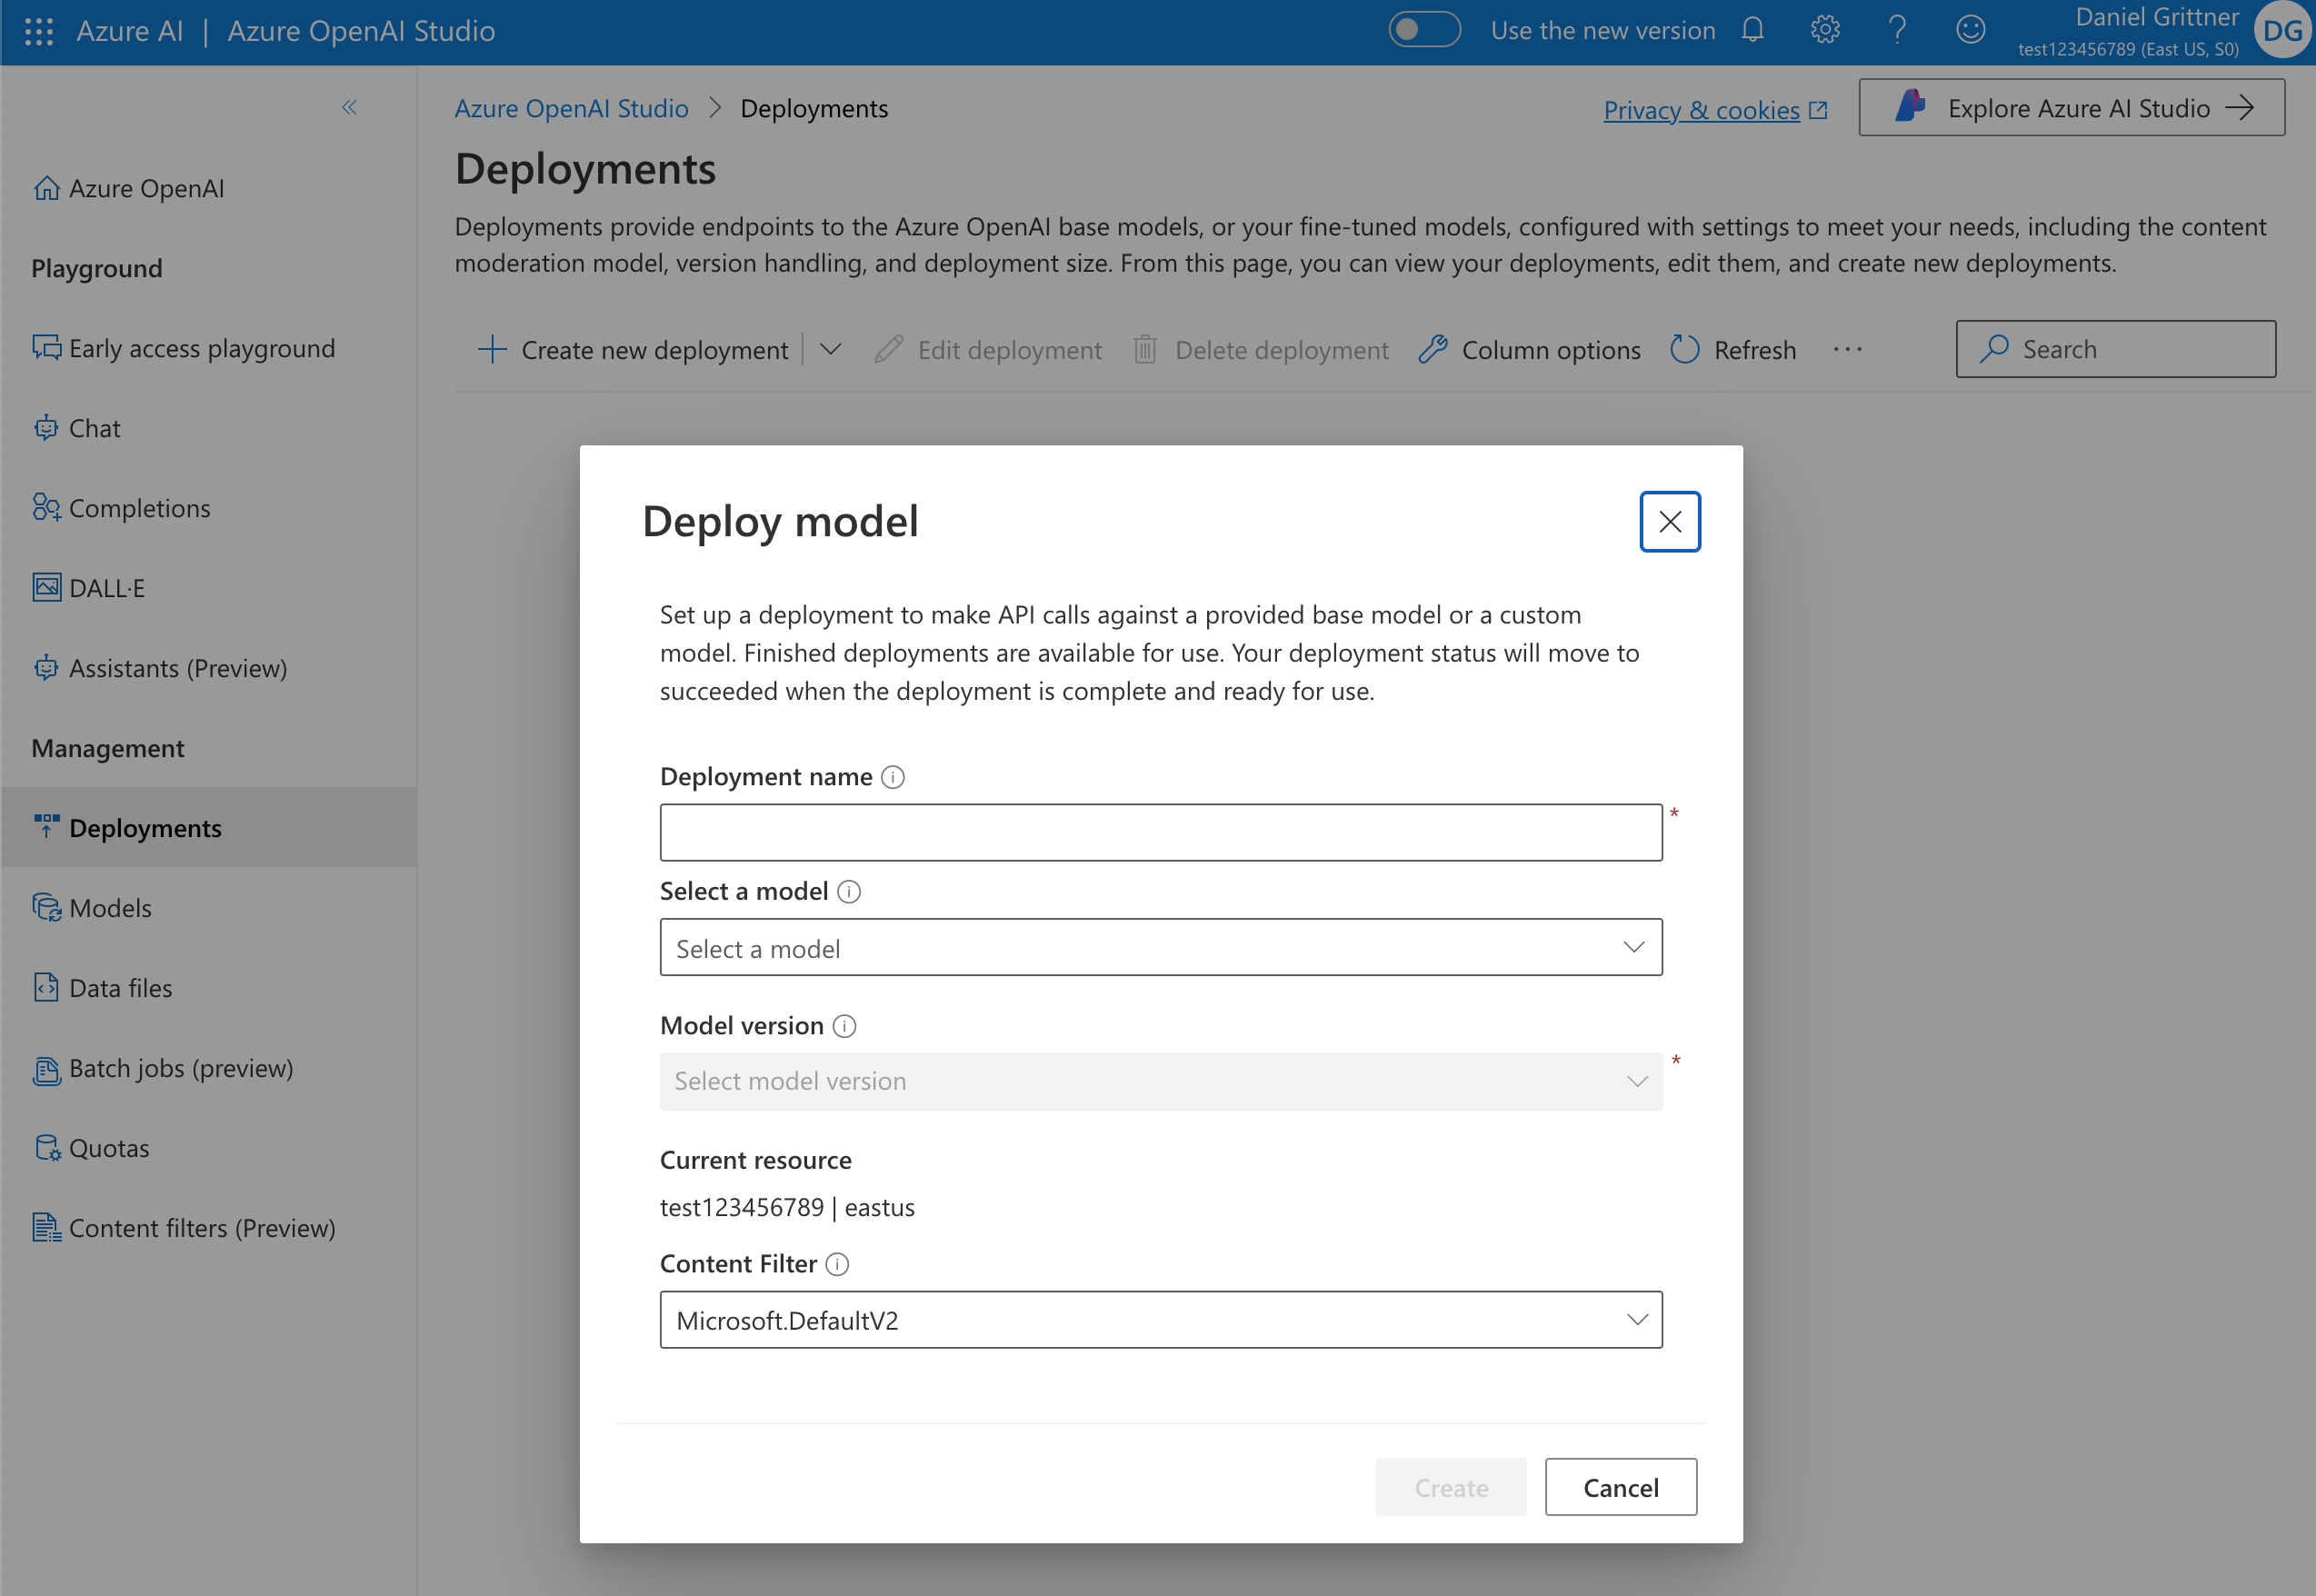 Azure AI | Azure OpenAI Studio
Use the new version
Daniel Grittner
test123456789 (East US, S0)
DG
Azure OpenAI Studio > Deployments
Privacy & cookies
Explore Azure AI Studio
Azure OpenAI
Playground
Early access playground
Chat
Completions
DALL·E
Assistants (Preview)
Management
Deployments
Models
Data files
Batch jobs (preview)
Quotas
Content filters (Preview)
Deployments
Deployments provide endpoints to the Azure OpenAI base models, or your fine-tuned models, configured with settings to meet your needs, including the content
moderation model, version handling, and deployment size. From this page, you can view your deployments, edit them, and create new deployments.
Create new deployment
Edit deployment
Delete deployment
Column options
Refresh
Search
Deploy model
Set up a deployment to make API calls against a provided base model or a custom
model. Finished deployments are available for use. Your deployment status will move to
succeeded when the deployment is complete and ready for use.
Deployment name
*
Select a model
Select a model
Model version
Select model version
*
Current resource
test123456789 | eastus
Content Filter
Microsoft.DefaultV2
Create
Cancel